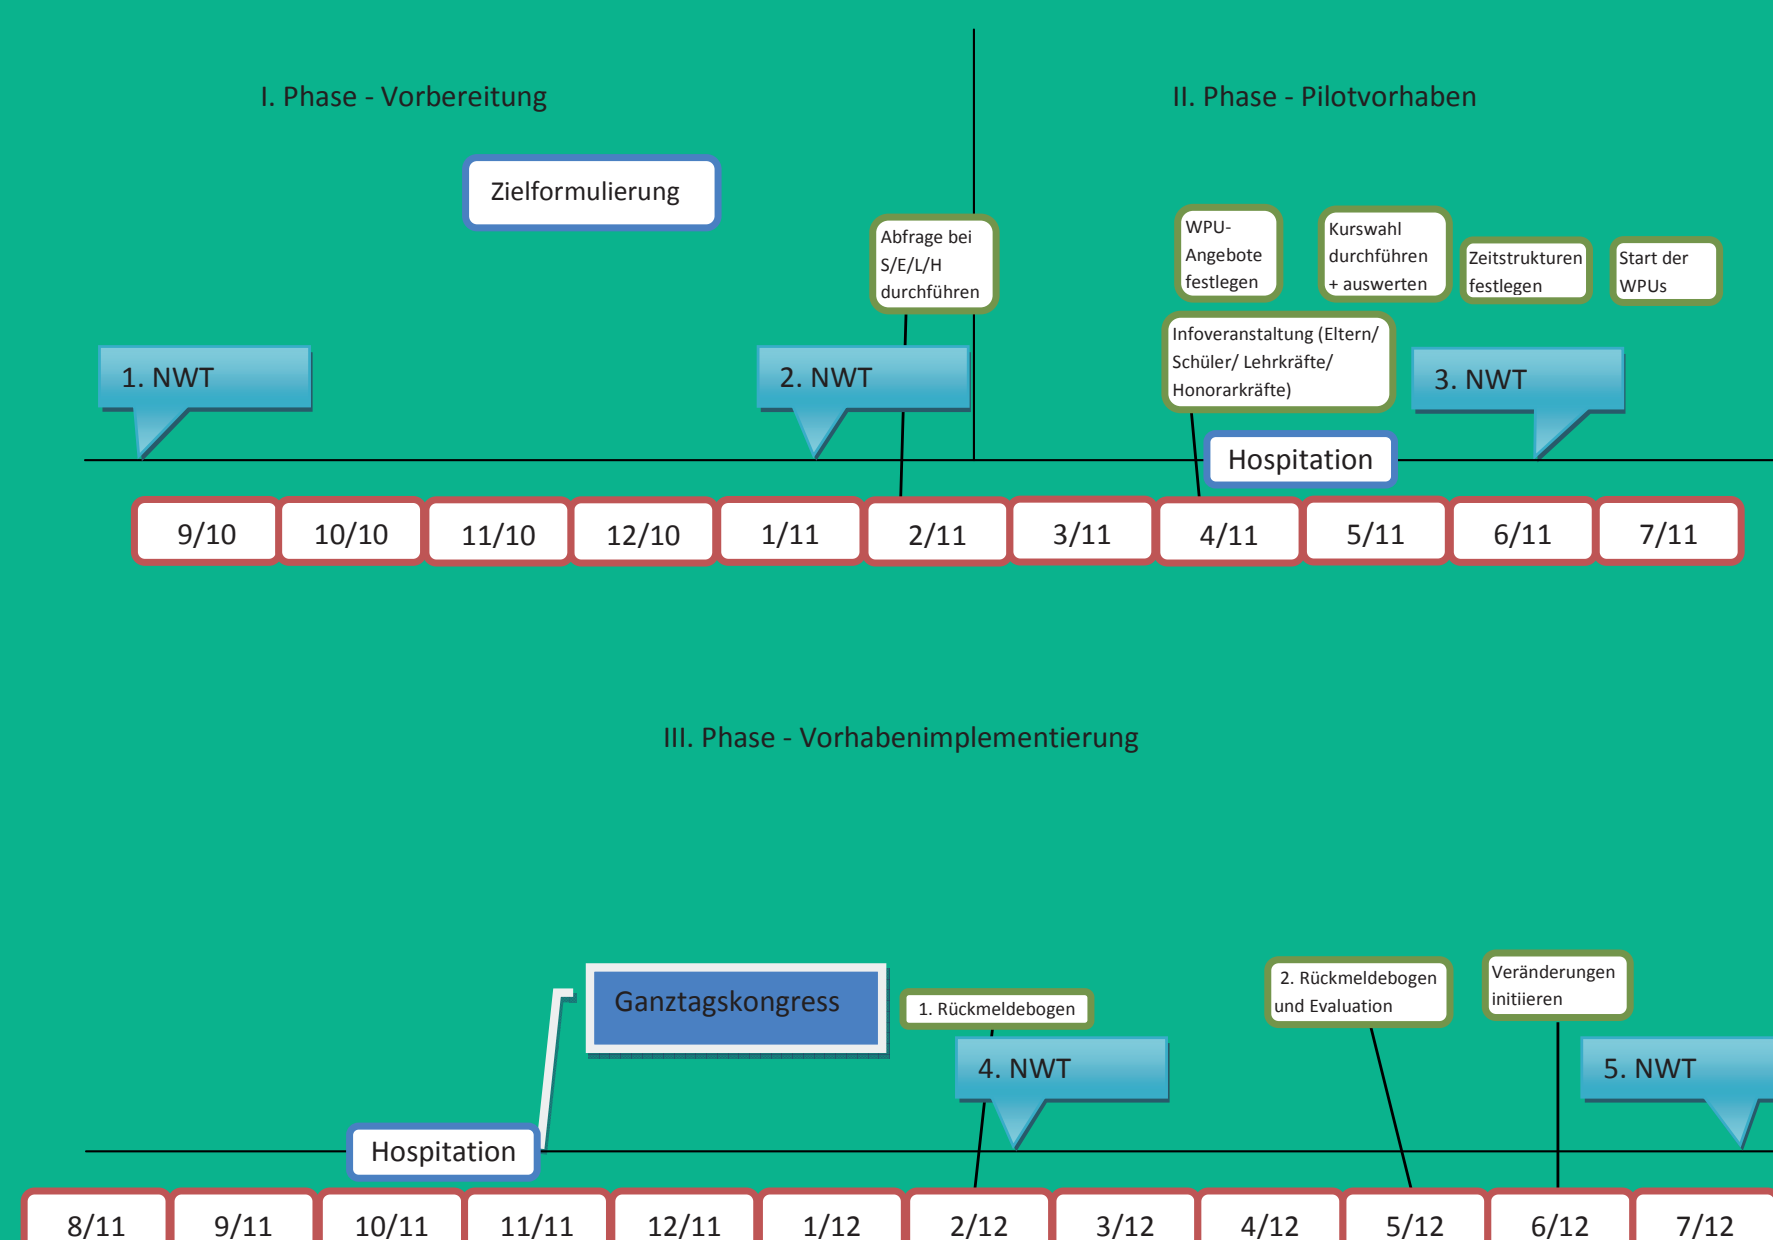 I. Phase - Vorbereitung
II. Phase - Pilotvorhaben
Zielformulierung
Abfrage bei
S/E/L/H
durchführen
WPU-
Angebote
festlegen
Kurswahl
durchführen
+ auswerten
Zeitstrukturen
festlegen
Start der
WPUs
Infoveranstaltung (Eltern/
Schüler/ Lehrkräfte/
Honorarkräfte)
1. NWT
2. NWT
3. NWT
Hospitation
9/10
10/10
11/10
12/10
1/11
2/11
3/11
4/11
5/11
6/11
7/11
III. Phase - Vorhabenimplementierung
Ganztagskongress
1. Rückmeldebogen
2. Rückmeldebogen
und Evaluation
Veränderungen
initiieren
4. NWT
5. NWT
Hospitation
8/11
9/11
10/11
11/11
12/11
1/12
2/12
3/12
4/12
5/12
6/12
7/12